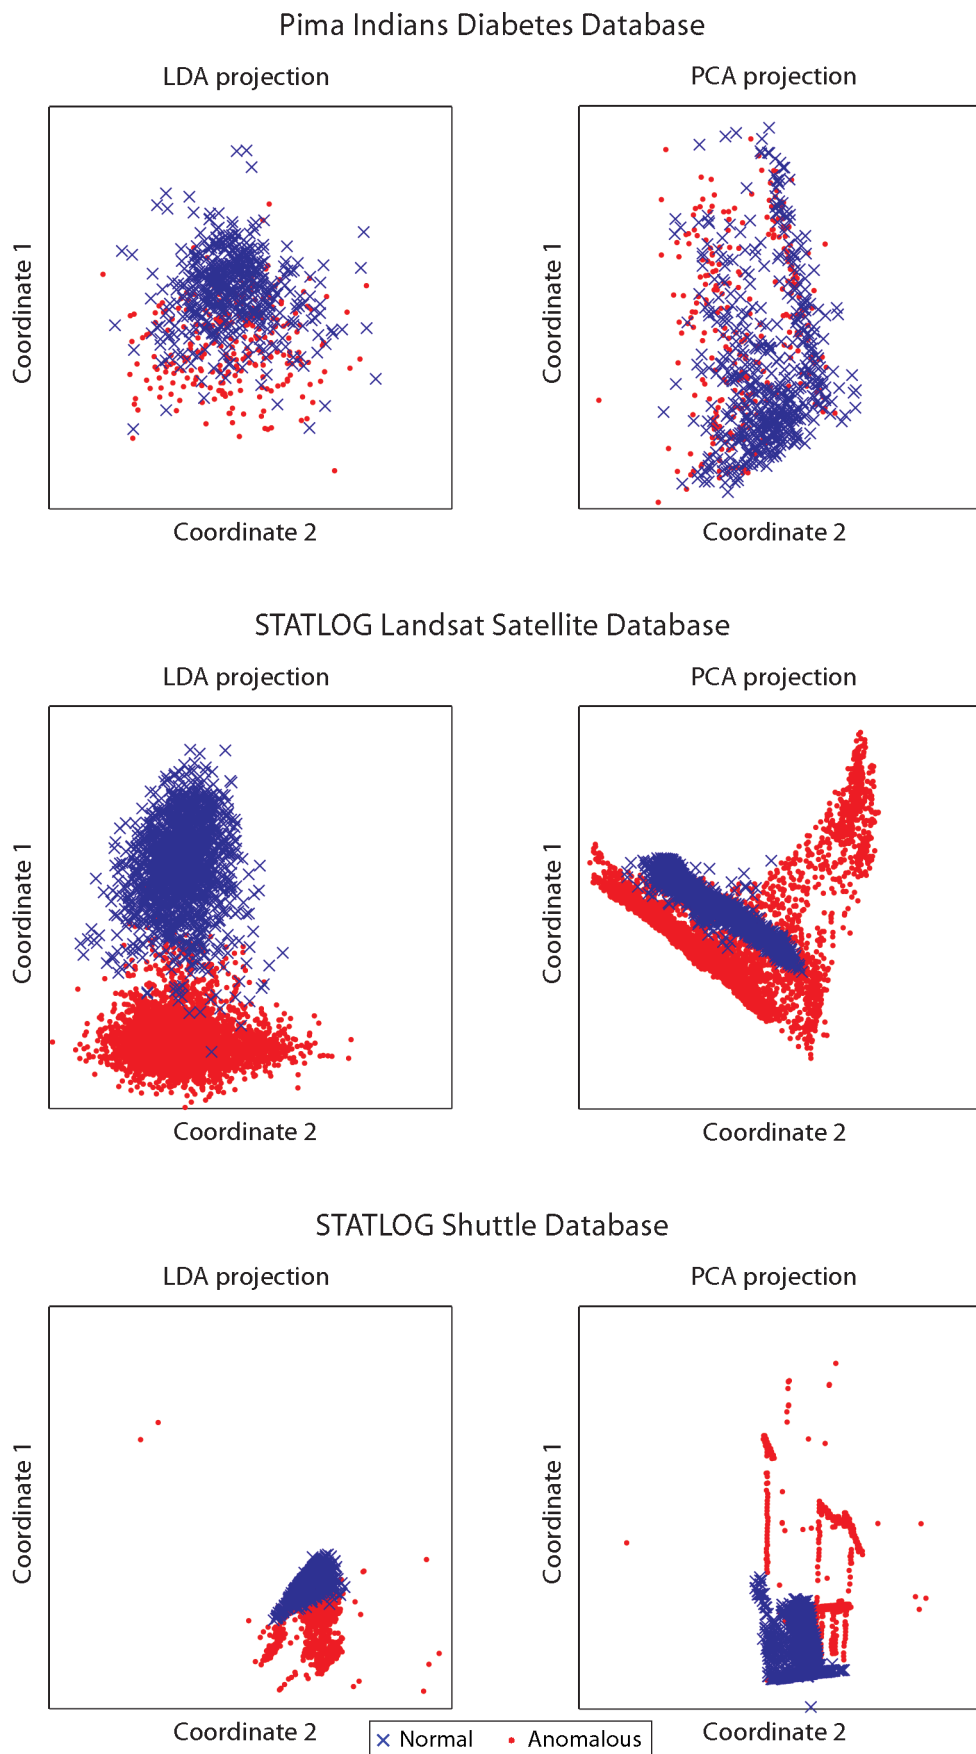 Pima Indians Diabetes Database
LDA projection
PCA projection
Coordinate 1
Coordinate 1
Coordinate 2
Coordinate 2
STATLOG Landsat Satellite Database
LDA projection
PCA projection
Coordinate 1
Coordinate 1
Coordinate 2
Coordinate 2
STATLOG Shuttle Database
LDA projection
PCA projection
Coordinate 1
Coordinate 1
Coordinate 2
Coordinate 2
Normal
Anomalous